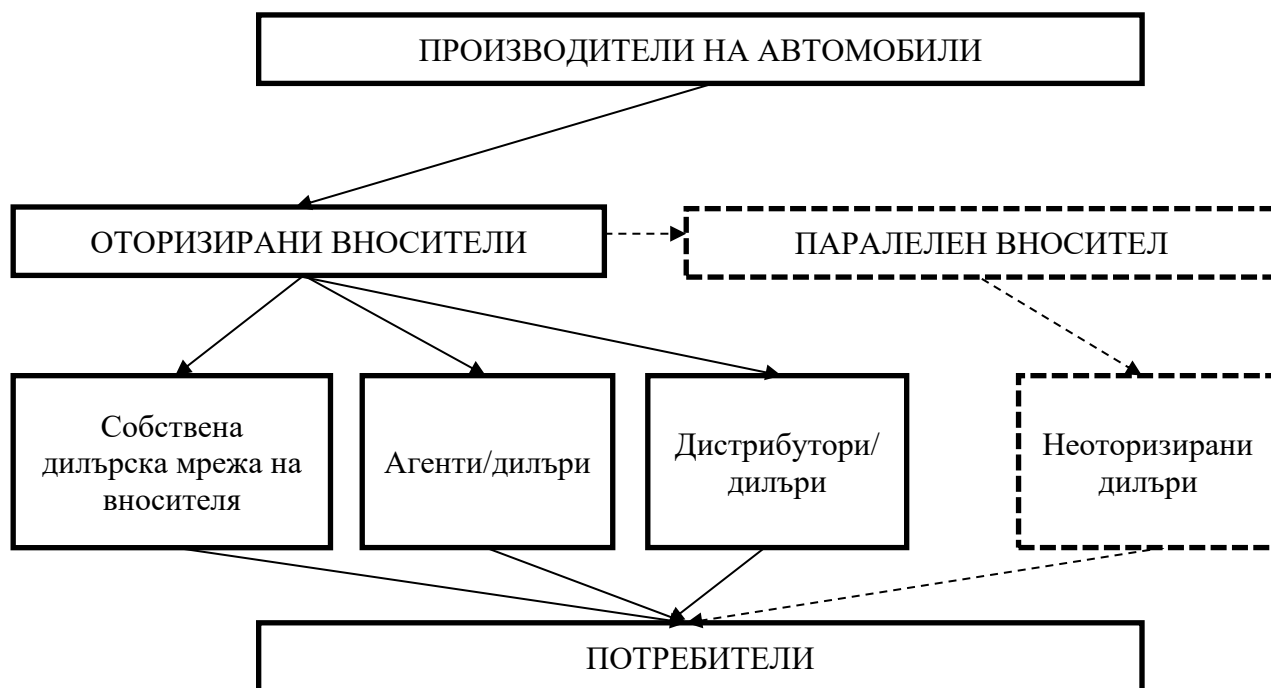 ПРОИЗВОДИТЕЛИ НА АВТОМОБИЛИ
ОТОРИЗИРАНИ ВНОСИТЕЛИ
ПАРАЛЕЛЕН ВНОСИТЕЛ
Собствена
дилърска мрежа на
вносителя
Агенти/дилъри
Дистрибутори/
дилъри
Неоторизирани
дилъри
ПОТРЕБИТЕЛИ